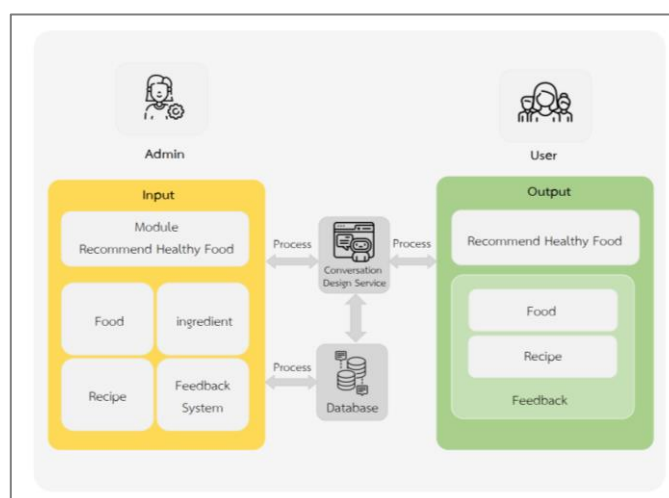 Admin
User
Input
Module
Recommend Healthy Food
Food
ingredient
Recipe
Feedback
System
Process
Process
Conversation
Design Service
Process
Database
Output
Recommend Healthy Food
Food
Recipe
Feedback